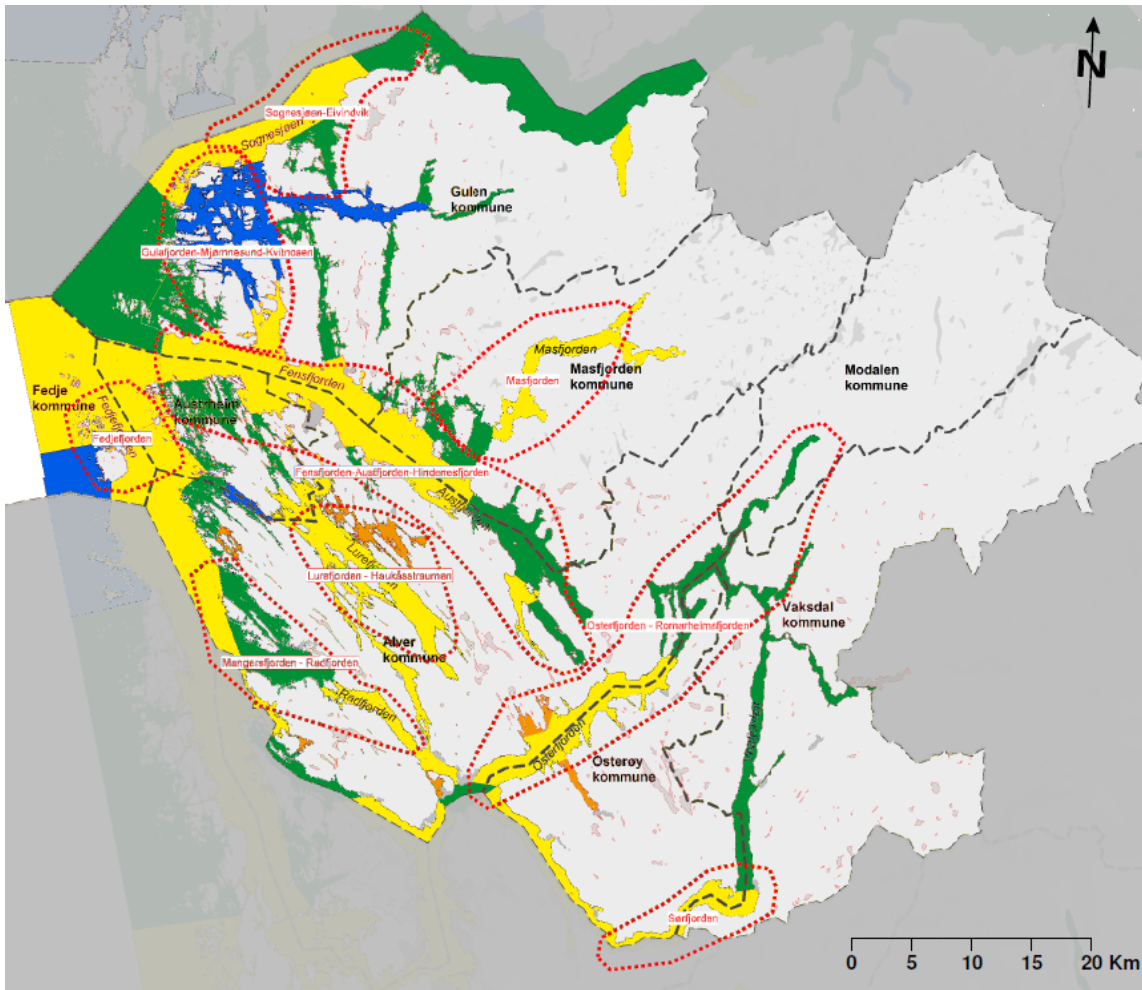 N
Sognesjøen-Eivindvik
Sognesjøen
Gulen
kommune
Gulafjorden-Mjømnesund-Kvitnosen
Masfjorden
Masfjorden
kommune
Masfjorden
Modalen
kommune
Fensfjorden
Fedje
kommune
Austrheim
kommune
Fedjefjorden
Fedjefjorden
Fensfjorden-Austfjorden-Hindenesfjorden
Lurefjorden
Lurefjorden - Haukåsstraumen
Vaksdal
kommune
Osterfjorden - Romarheimsfjorden
Alver
kommune
Mangersfjorden - Radfjorden
Radfjorden
Osterfjorden
Osterøy
kommune
Sørfjorden
0 5 10 15 20 Km